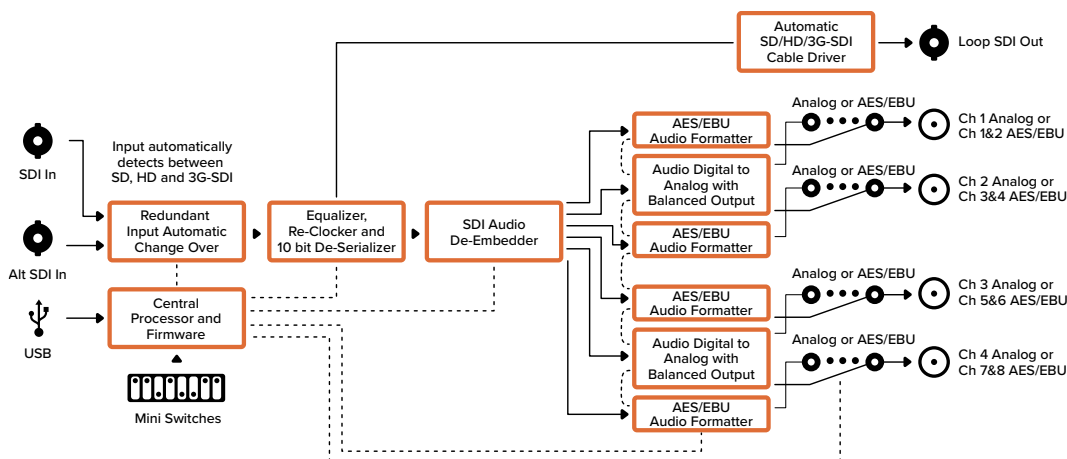 Automatic
SD/HD/3G-SDI
Cable Driver
Loop SDI Out
SDI In
Input automatically
detects between
SD, HD and 3G-SDI
Alt SDI In
Redundant
Input Automatic
Change Over
Equalizer,
Re-Clocker and
10 bit De-Serializer
SDI Audio
De-Embedder
USB
Central
Processor and
Firmware
Mini Switches
AES/EBU
Audio Formatter
Audio Digital to
Analog with
Balanced Output
AES/EBU
Audio Formatter
AES/EBU
Audio Formatter
Audio Digital to
Analog with
Balanced Output
AES/EBU
Audio Formatter
Analog or AES/EBU
Ch 1 Analog or
Ch 1&2 AES/EBU
Analog or AES/EBU
Ch 2 Analog or
Ch 3&4 AES/EBU
Analog or AES/EBU
Ch 3 Analog or
Ch 5&6 AES/EBU
Analog or AES/EBU
Ch 4 Analog or
Ch 7&8 AES/EBU